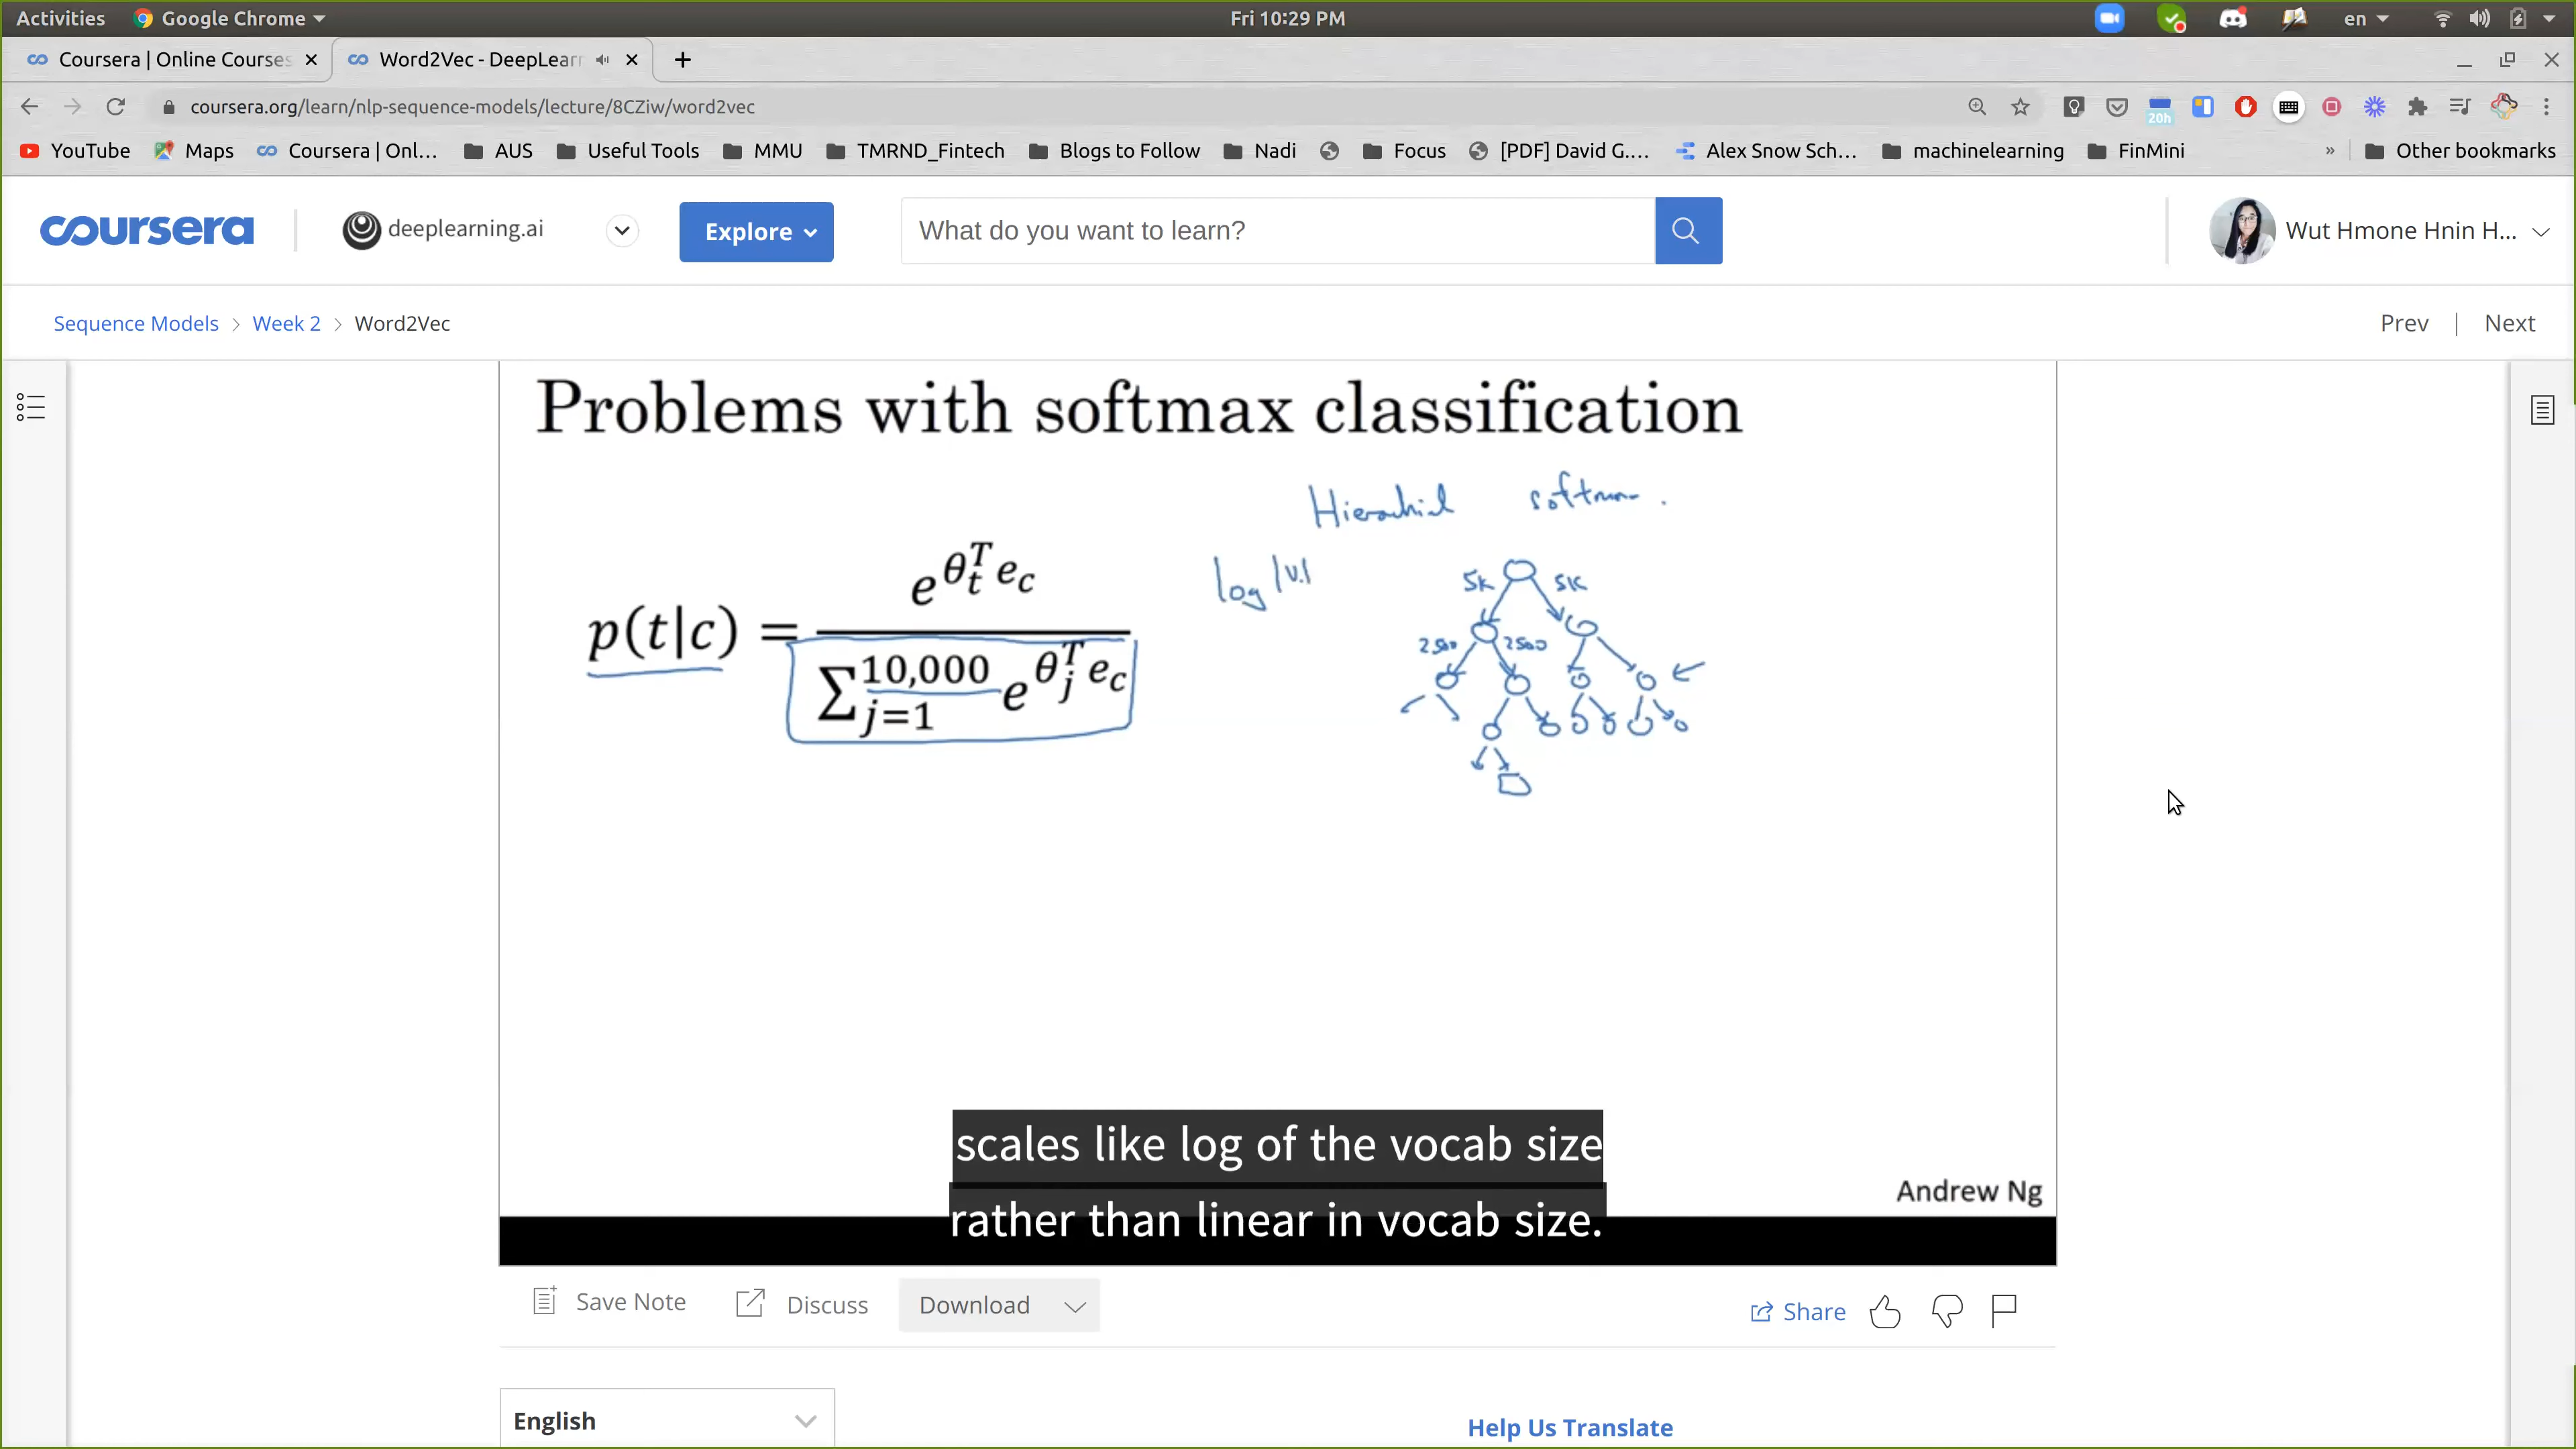 Activities Google Chrome Fri 10:29 PM en
Coursera | Online Courses Word2Vec - DeepLearn
coursera.org/learn/nlp-sequence-models/lecture/8CZiw/word2vec 20h
YouTube Maps Coursera | Onl... AUS Useful Tools MMU TMRND_Fintech Blogs to Follow Nadi Focus [PDF] David G.... Alex Snow Sch... machinelearning FinMini » Other bookmarks
coursera deeplearning.ai Explore What do you want to learn? Wut Hmone Hnin H...
Sequence Models > Week 2 > Word2Vec Prev | Next
Problems with softmax classification
log |v|
5k 5k
2500 2500
p(t|c) = e^{θ_t^T e_c} / ∑_{j=1}^{10,000} e^{θ_j^T e_c}
scales like log of the vocab size
rather than linear in vocab size.
Andrew Ng
Save Note Discuss Download Share
English
Help Us Translate